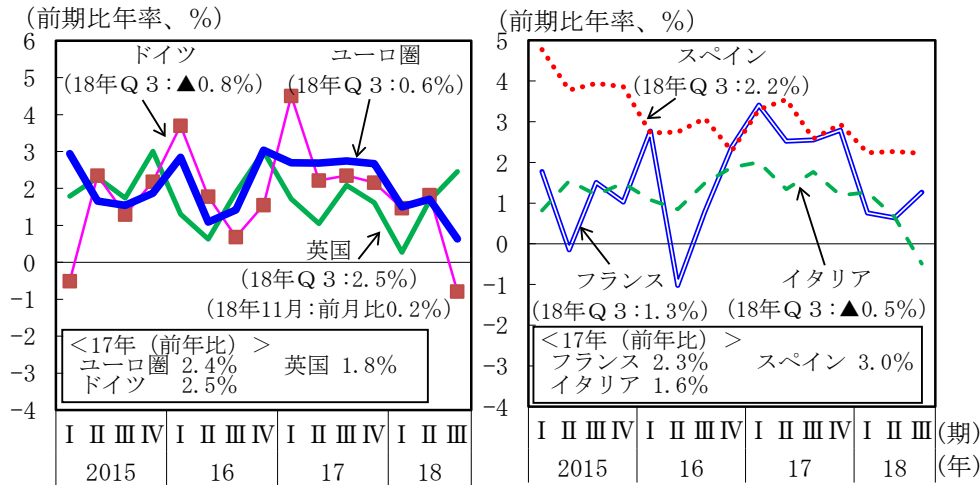 (前期比年率、%)
6
5
4
3
2
1
0
−1
−2
−3
−4
ドイツ
(18年Q3:▲0.8%)
ユーロ圏
(18年Q3:0.6%)
英国
(18年Q3:2.5%)
(18年11月:前月比0.2%)
<17年(前年比)>
ユーロ圏 2.4% 英国 1.8%
ドイツ 2.5%
Ⅰ Ⅱ Ⅲ Ⅳ Ⅰ Ⅱ Ⅲ Ⅳ Ⅰ Ⅱ Ⅲ Ⅳ Ⅰ Ⅱ Ⅲ
2015 16 17 18
(前期比年率、%)
5
4
3
2
1
0
-1
-2
-3
-4
スペイン
(18年Q3:2.2%)
フランス
(18年Q3:1.3%)
イタリア
(18年Q3:▲0.5%)
<17年(前年比)>
フランス 2.3% スペイン 3.0%
イタリア 1.6%
Ⅰ Ⅱ Ⅲ Ⅳ Ⅰ Ⅱ Ⅲ Ⅳ Ⅰ Ⅱ Ⅲ Ⅳ Ⅰ Ⅱ Ⅲ (期)
2015 16 17 18 (年)